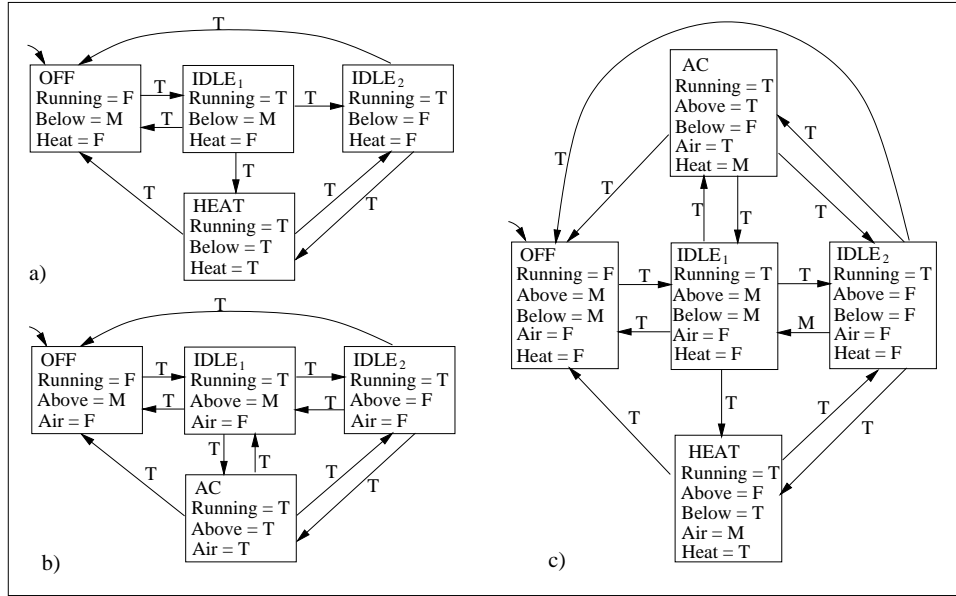 T
OFF
Running = F
Below = M
Heat = F
T
T
IDLE₁
Running = T
Below = M
Heat = F
T
IDLE₂
Running = T
Below = F
Heat = F
T
T
T
T
HEAT
Running = T
Below = T
Heat = T
a)
T
OFF
Running = F
Above = M
Air = F
T
T
IDLE₁
Running = T
Above = M
Air = F
T
T
IDLE₂
Running = T
Above = F
Air = F
T
T
T
T
T
AC
Running = T
Above = T
Air = T
b)
AC
Running = T
Above = T
Below = F
Air = T
Heat = M
T
T
T
T
T
T
OFF
Running = F
Above = M
Below = M
Air = F
Heat = F
T
T
IDLE₁
Running = T
Above = M
Below = M
Air = F
Heat = F
T
M
IDLE₂
Running = T
Above = F
Below = F
Air = F
Heat = F
T
T
T
T
HEAT
Running = T
Above = F
Below = T
Air = M
Heat = T
c)